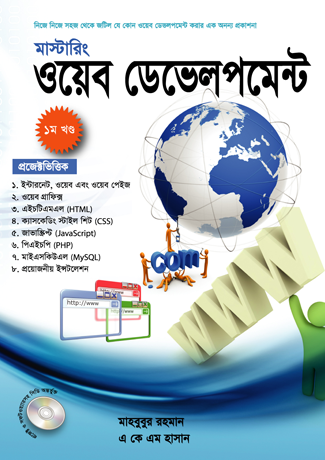 নিজে নিজে সহজ থেকে জটিল যে কোন ওয়েব ডেভেলপমেন্ট করার এক অনন্য প্রকাশনা
মাস্টারিং
ওয়েব ডেভেলপমেন্ট
১ম খণ্ড
প্রজেক্টভিত্তিক
১. ইন্টারনেট, ওয়েব এবং ওয়েব পেইজ
২. ওয়েব গ্রাফিক্স
৩. এইচটিএমএল (HTML)
৪. ক্যাসকেডিং স্টাইল শিট (CSS)
৫. জাভাস্ক্রিপ্ট (JavaScript)
৬. পিএইচপি (PHP)
৭. মাইএসকিউএল (MySQL)
৮. প্রয়োজনীয় ইন্সটলেশন
.com
WWW
http://www
http://www
মাহবুবুর রহমান
এ কে এম হাসান